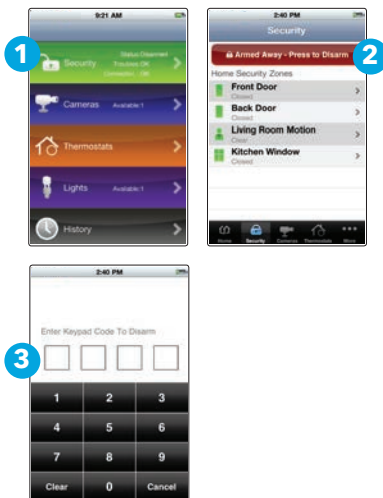 9:21 AM
1
Security
Status Disarmed
Troubles OK
Cameras
Available:1
Thermostats
Lights
Available:1
History
2:40 PM
Security
Armed Away - Press to Disarm
2
Home Security Zones
Front Door
Closed
Back Door
Closed
Living Room Motion
Clear
Kitchen Window
Closed
Home Security Cameras Thermostats More
2:40 PM
Enter Keypad Code To Disarm
3
1 2 3
4 5 6
7 8 9
Clear 0 Cancel